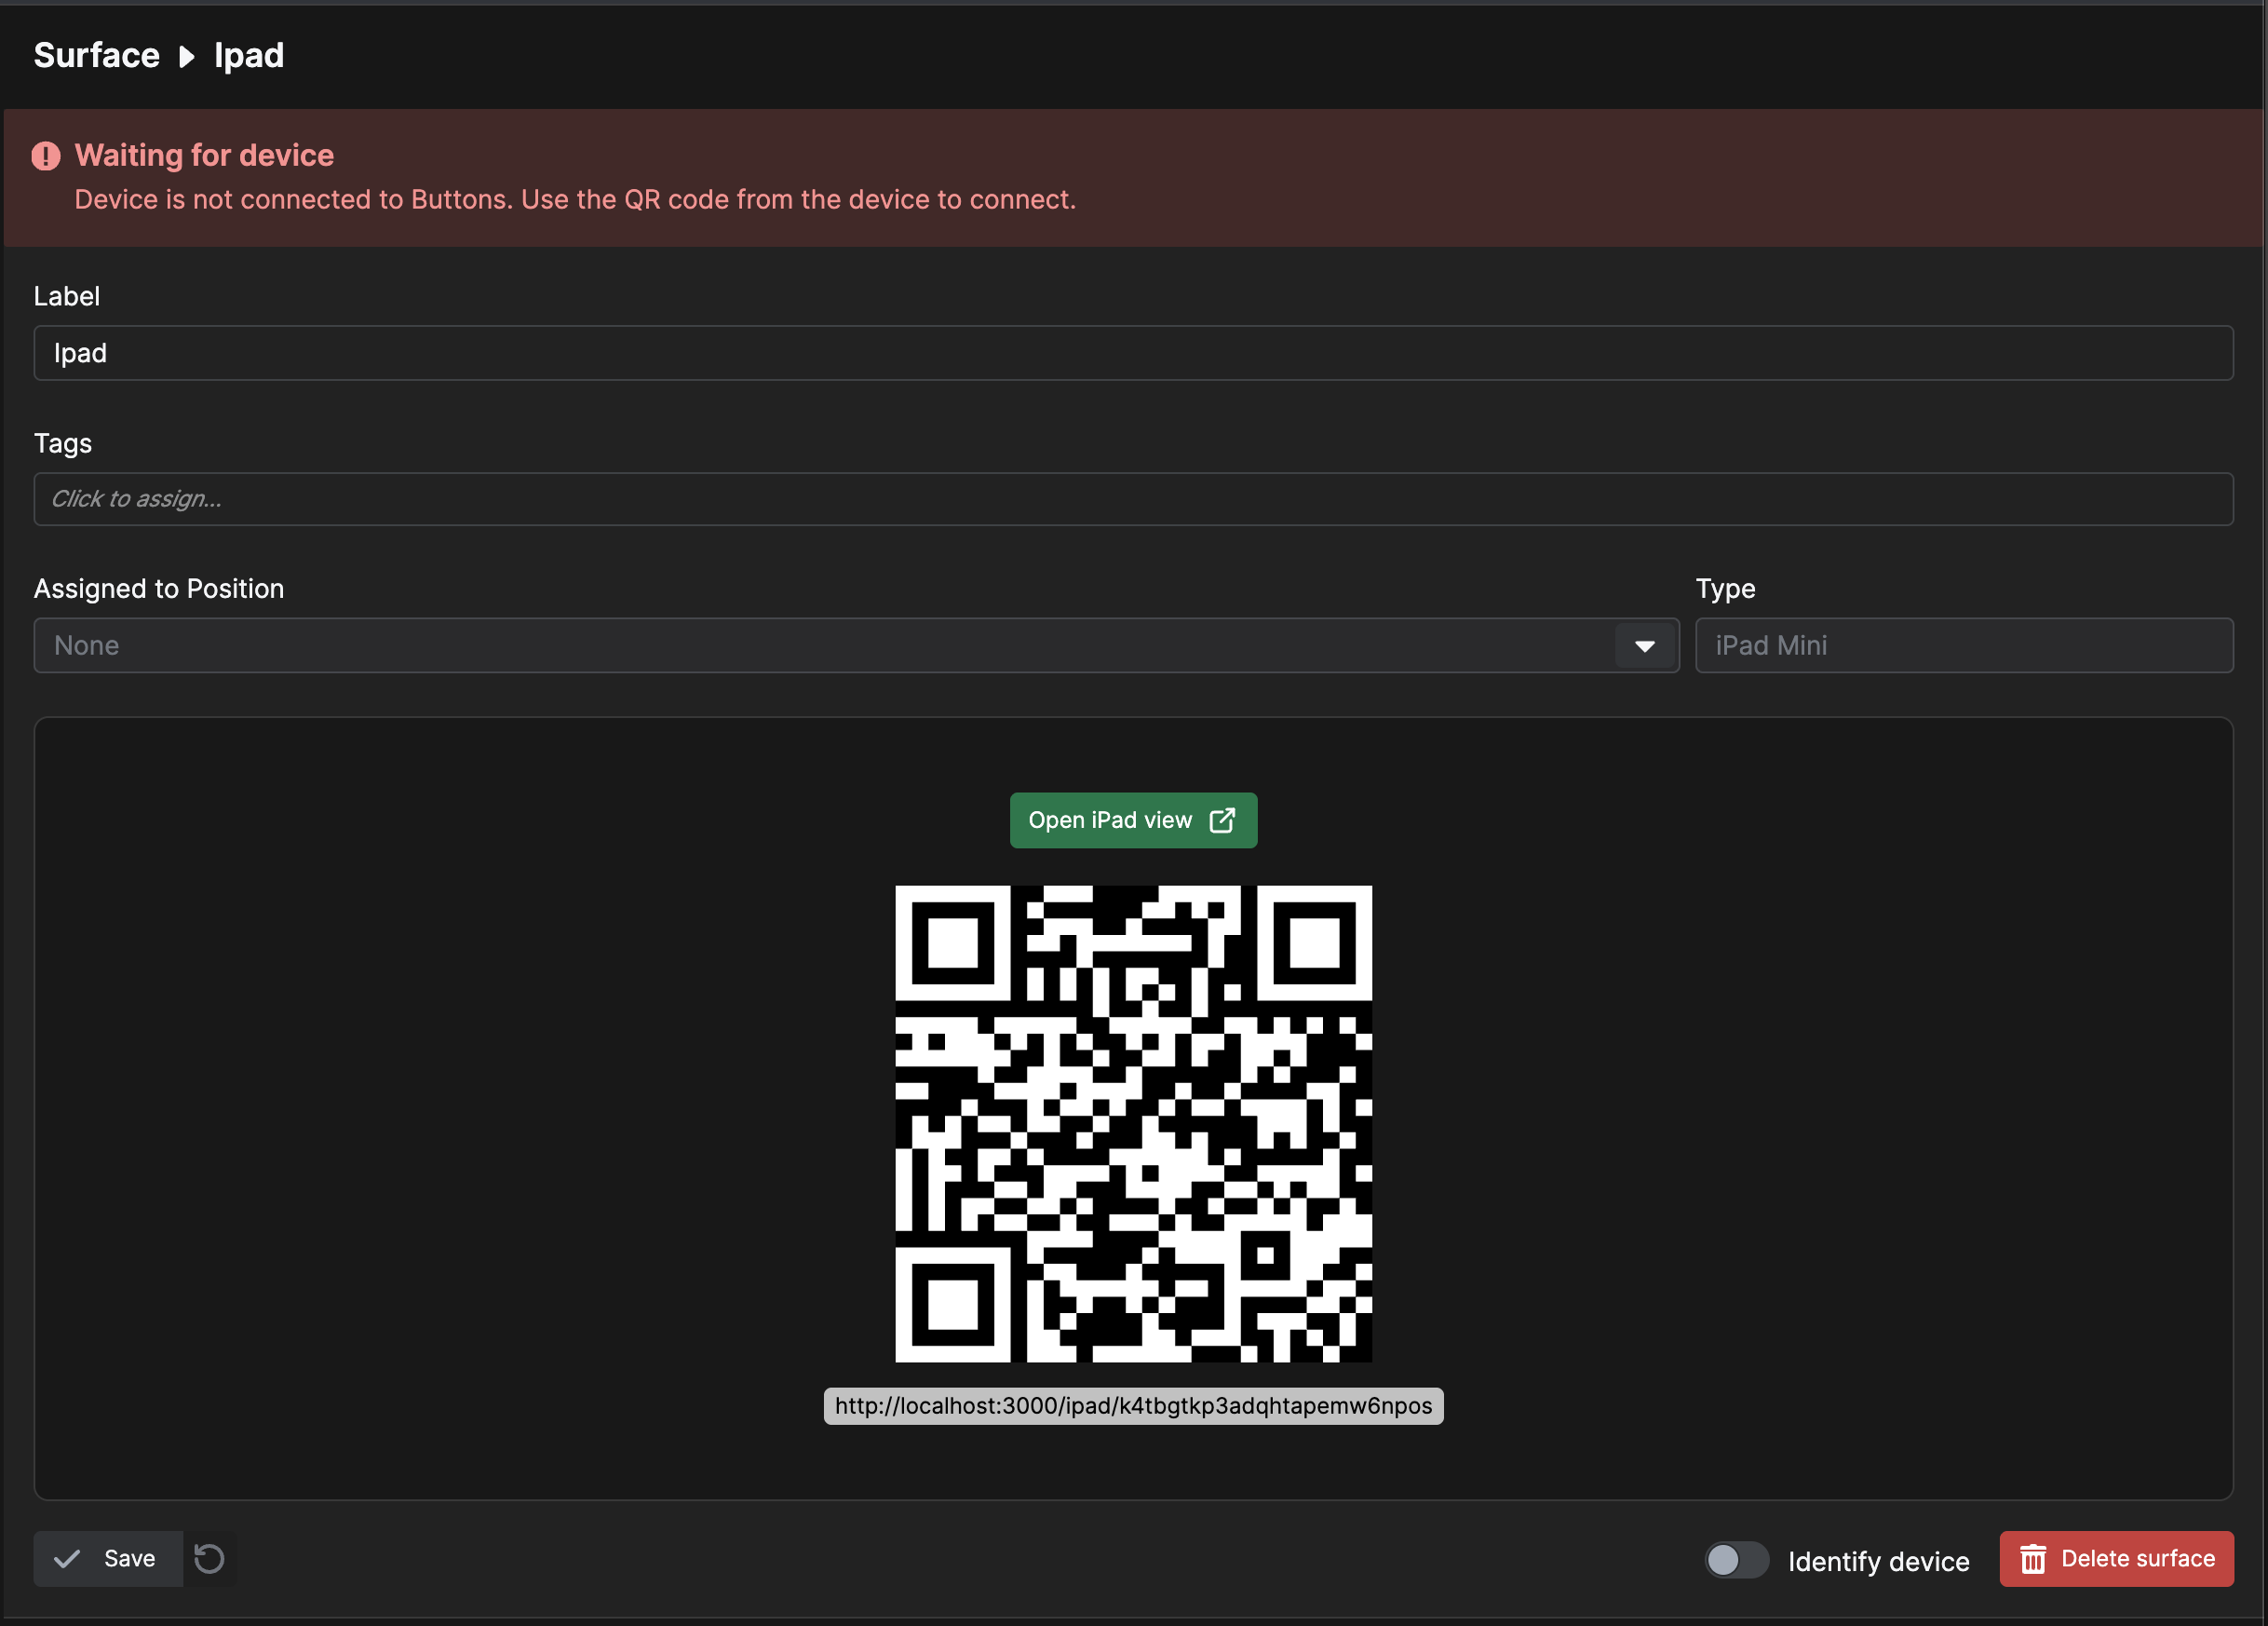 Surface Ipad
Waiting for device
Device is not connected to Buttons. Use the QR code from the device to connect.
Label
Ipad
Tags
Click to assign...
Assigned to Position Type
None iPad Mini
Open iPad view
http://localhost:3000/ipad/k4tbgtkp3adqhtapemw6npos
Save Identify device Delete surface